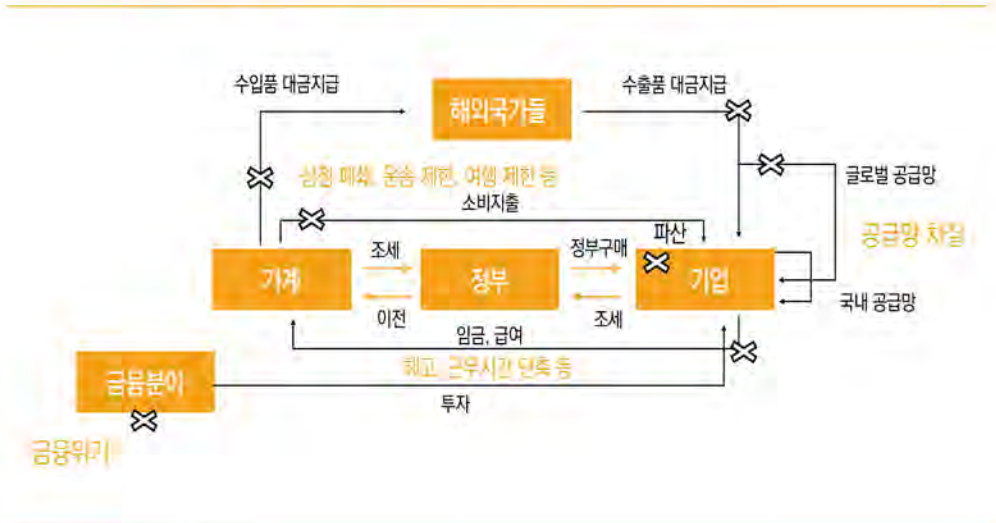 수입품 대금지급
해외국가들
수출품 대금지급
상점 폐쇄, 운송 제한, 여행 제한 등
글로벌 공급망
소비지출
공급망 차질
파산
조세
정부구매
가계
정부
기업
국내 공급망
이전
조세
임금, 급여
해고, 근무시간 단축 등
금융분야
투자
금융위기